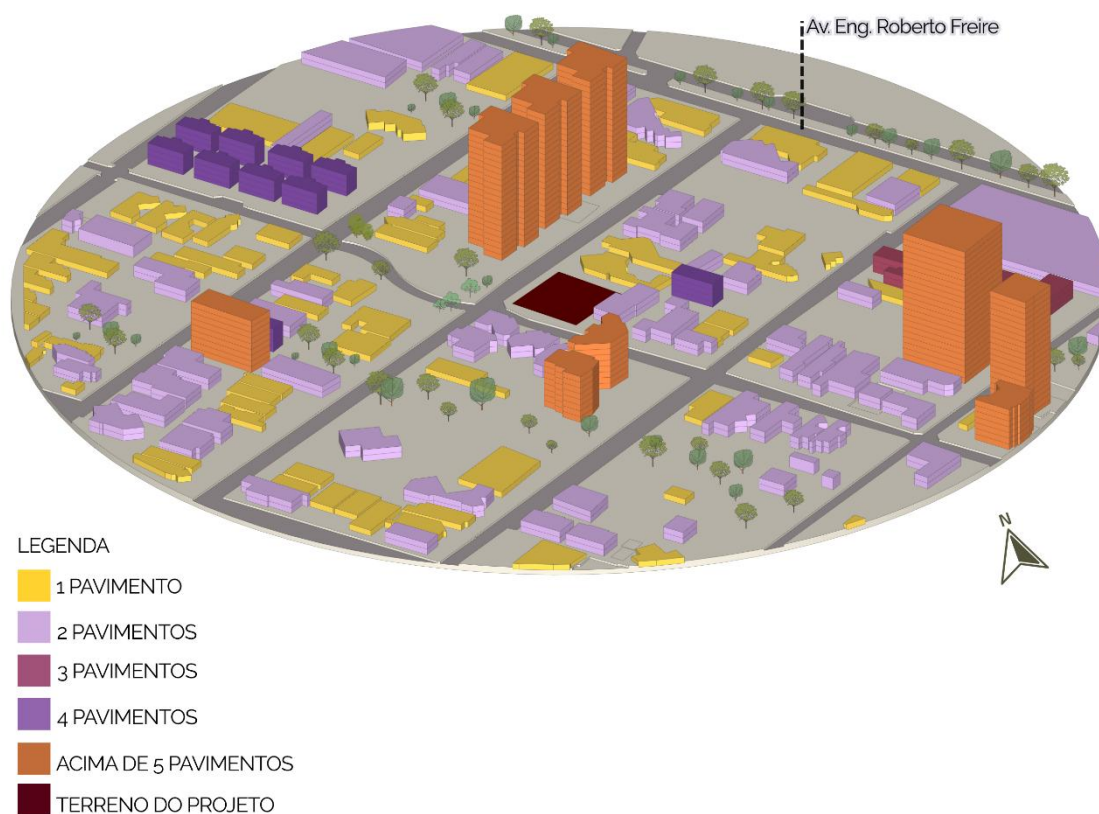 Av. Eng. Roberto Freire
N
LEGENDA
1 PAVIMENTO
2 PAVIMENTOS
3 PAVIMENTOS
4 PAVIMENTOS
ACIMA DE 5 PAVIMENTOS
TERRENO DO PROJETO